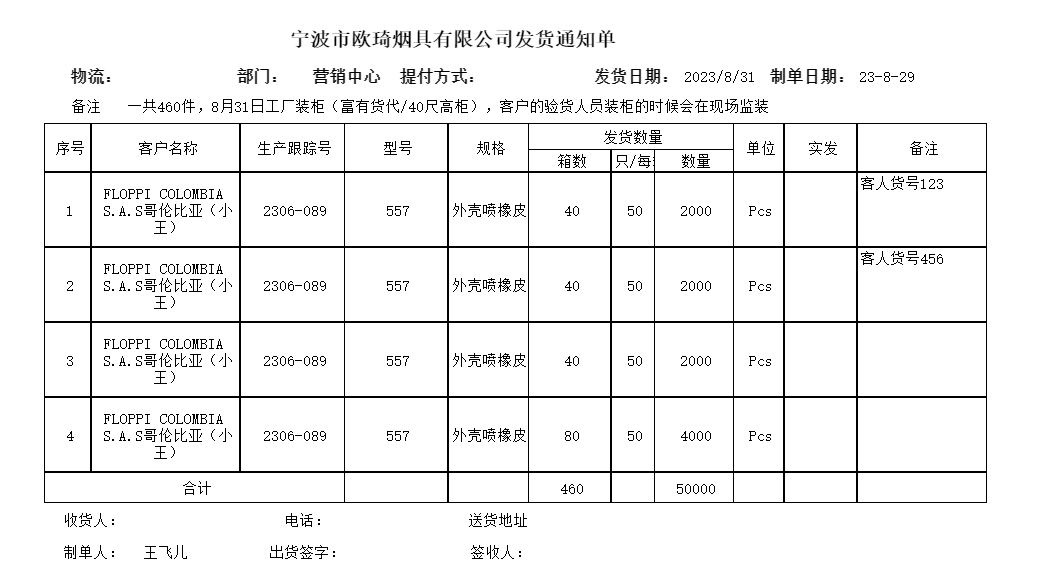 宁波市欧琦烟具有限公司发货通知单
物流： 部门： 营销中心 提付方式： 发货日期： 2023/8/31 制单日期： 23-8-29
备注 一共460件，8月31日工厂装柜（富有货代/40尺高柜），客户的验货人员装柜的时候会在现场监装
序号 客户名称 生产跟踪号 型号 规格 发货数量 单位 实发 备注
箱数 只/每 数量
1 FLOPPI COLOMBIA S.A.S哥伦比亚（小王） 2306-089 557 外壳喷橡皮 40 50 2000 Pcs 客人货号123
2 FLOPPI COLOMBIA S.A.S哥伦比亚（小王） 2306-089 557 外壳喷橡皮 40 50 2000 Pcs 客人货号456
3 FLOPPI COLOMBIA S.A.S哥伦比亚（小王） 2306-089 557 外壳喷橡皮 40 50 2000 Pcs
4 FLOPPI COLOMBIA S.A.S哥伦比亚（小王） 2306-089 557 外壳喷橡皮 80 50 4000 Pcs
合计 460 50000
收货人： 电话： 送货地址
制单人： 王飞儿 出货签字： 签收人：